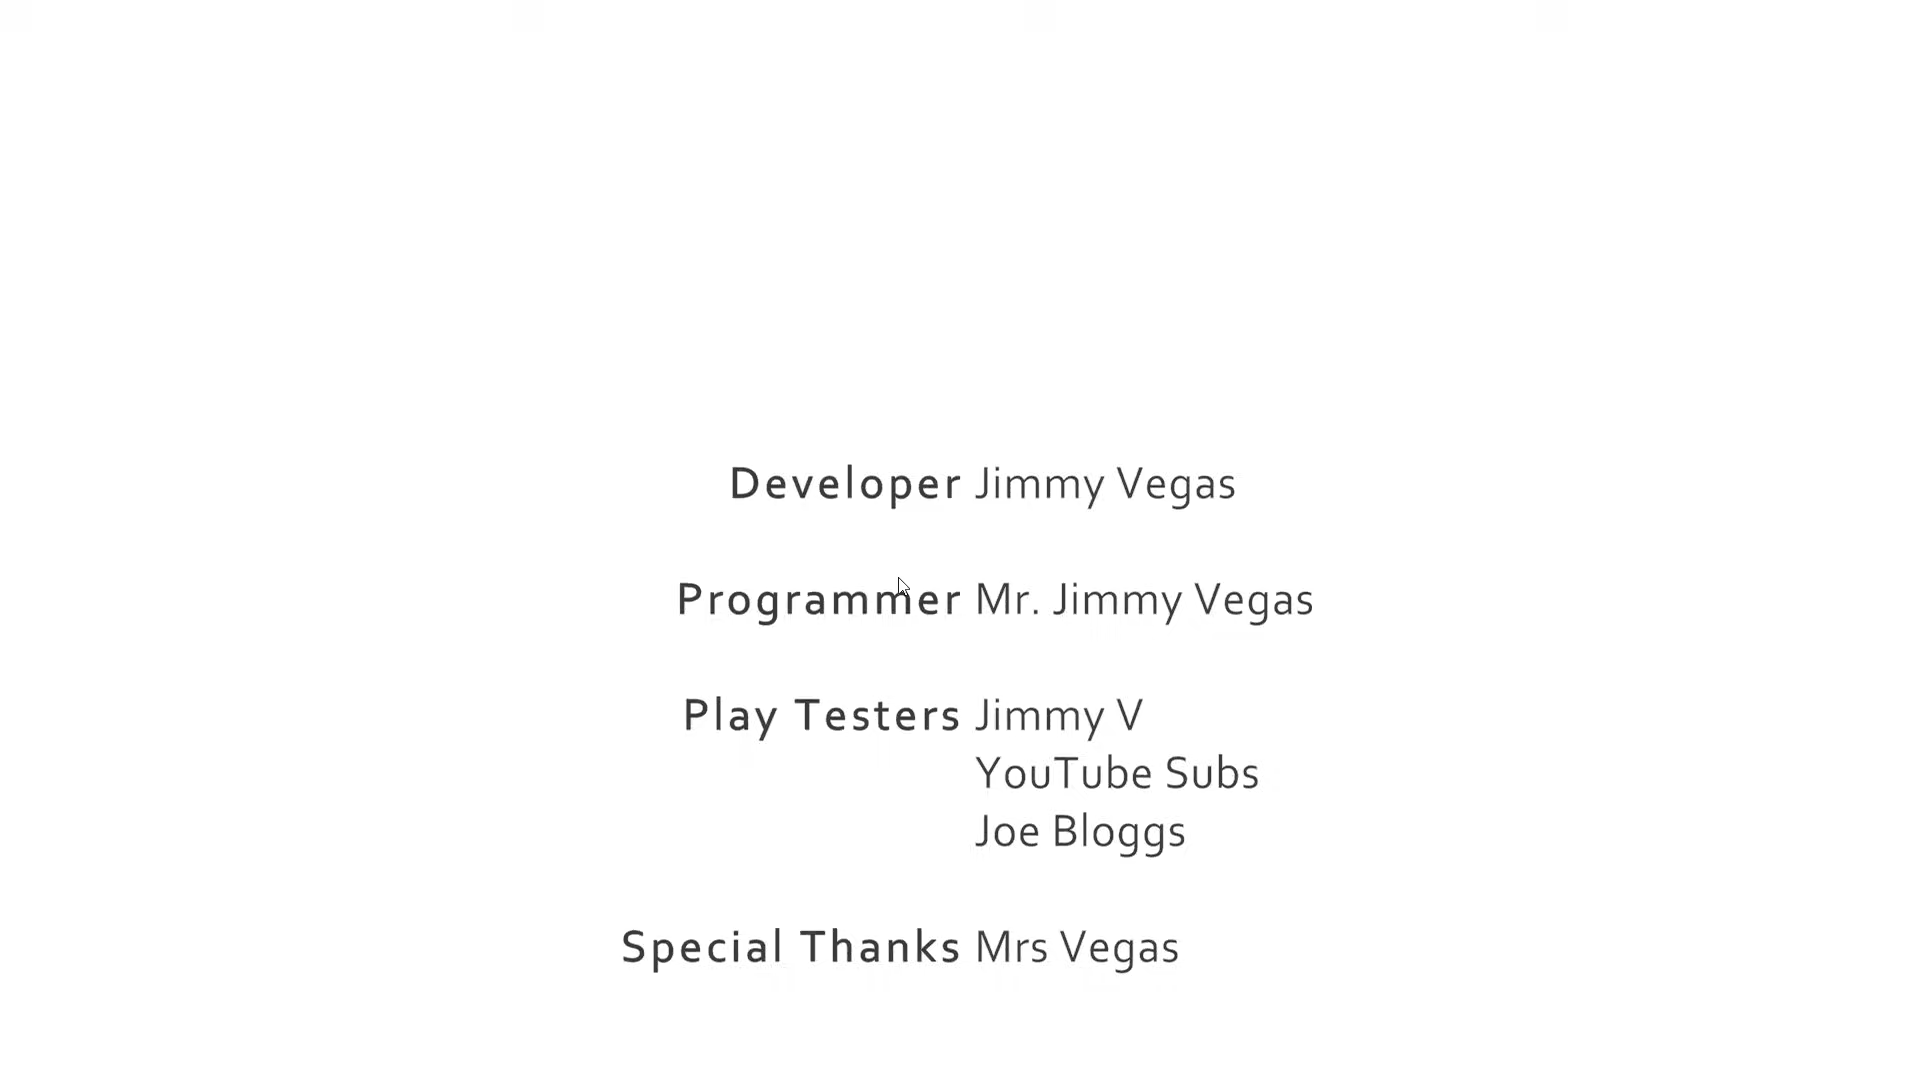 Developer Jimmy Vegas
Programmer Mr. Jimmy Vegas
Play Testers Jimmy V
YouTube Subs
Joe Bloggs
Special Thanks Mrs Vegas